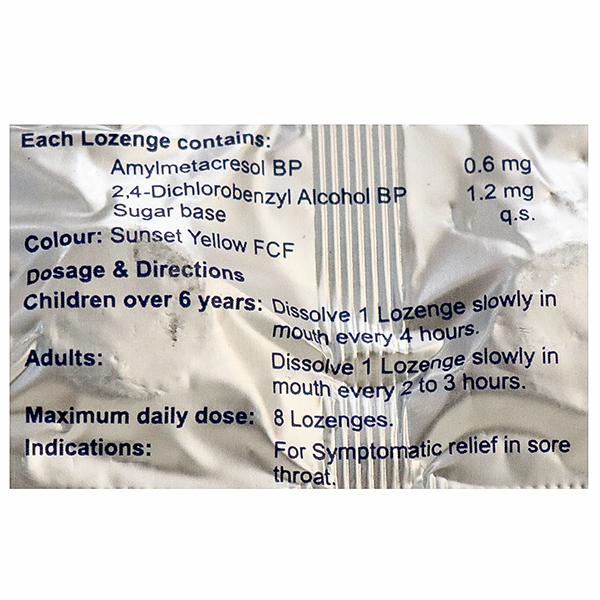 Each Lozenge contains:
Amylmetacresol BP 0.6 mg
2,4-Dichlorobenzyl Alcohol BP 1.2 mg
Sugar base q.s.
Colour: Sunset Yellow FCF
Dosage & Directions
Children over 6 years: Dissolve 1 Lozenge slowly in
mouth every 4 hours.
Adults: Dissolve 1 Lozenge slowly in
mouth every 2 to 3 hours.
Maximum daily dose: 8 Lozenges.
Indications: For Symptomatic relief in sore
throat.